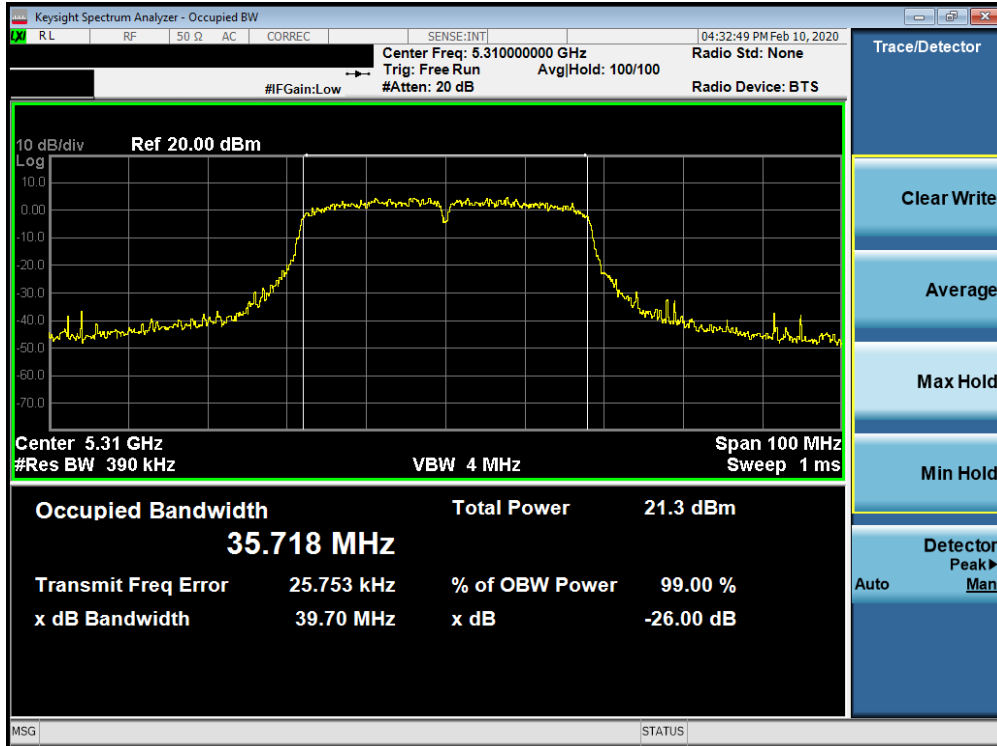 Keysight Spectrum Analyzer - Occupied BW
LXI RL RF 50 Ω AC CORREC SENSE:INT 04:32:49 PM Feb 10, 2020
Center Freq: 5.310000000 GHz Radio Std: None
Trig: Free Run Avg|Hold: 100/100
#IFGain:Low #Atten: 20 dB Radio Device: BTS
10 dB/div Ref 20.00 dBm
Log
10.0
0.00
-10.0
-20.0
-30.0
-40.0
-50.0
-60.0
-70.0
Center 5.31 GHz Span 100 MHz
#Res BW 390 kHz VBW 4 MHz Sweep 1 ms
Occupied Bandwidth Total Power 21.3 dBm
35.718 MHz
Transmit Freq Error 25.753 kHz % of OBW Power 99.00 %
x dB Bandwidth 39.70 MHz x dB -26.00 dB
MSG STATUS
Trace/Detector
Clear Write
Average
Max Hold
Min Hold
Detector
Peak▶
Auto Man